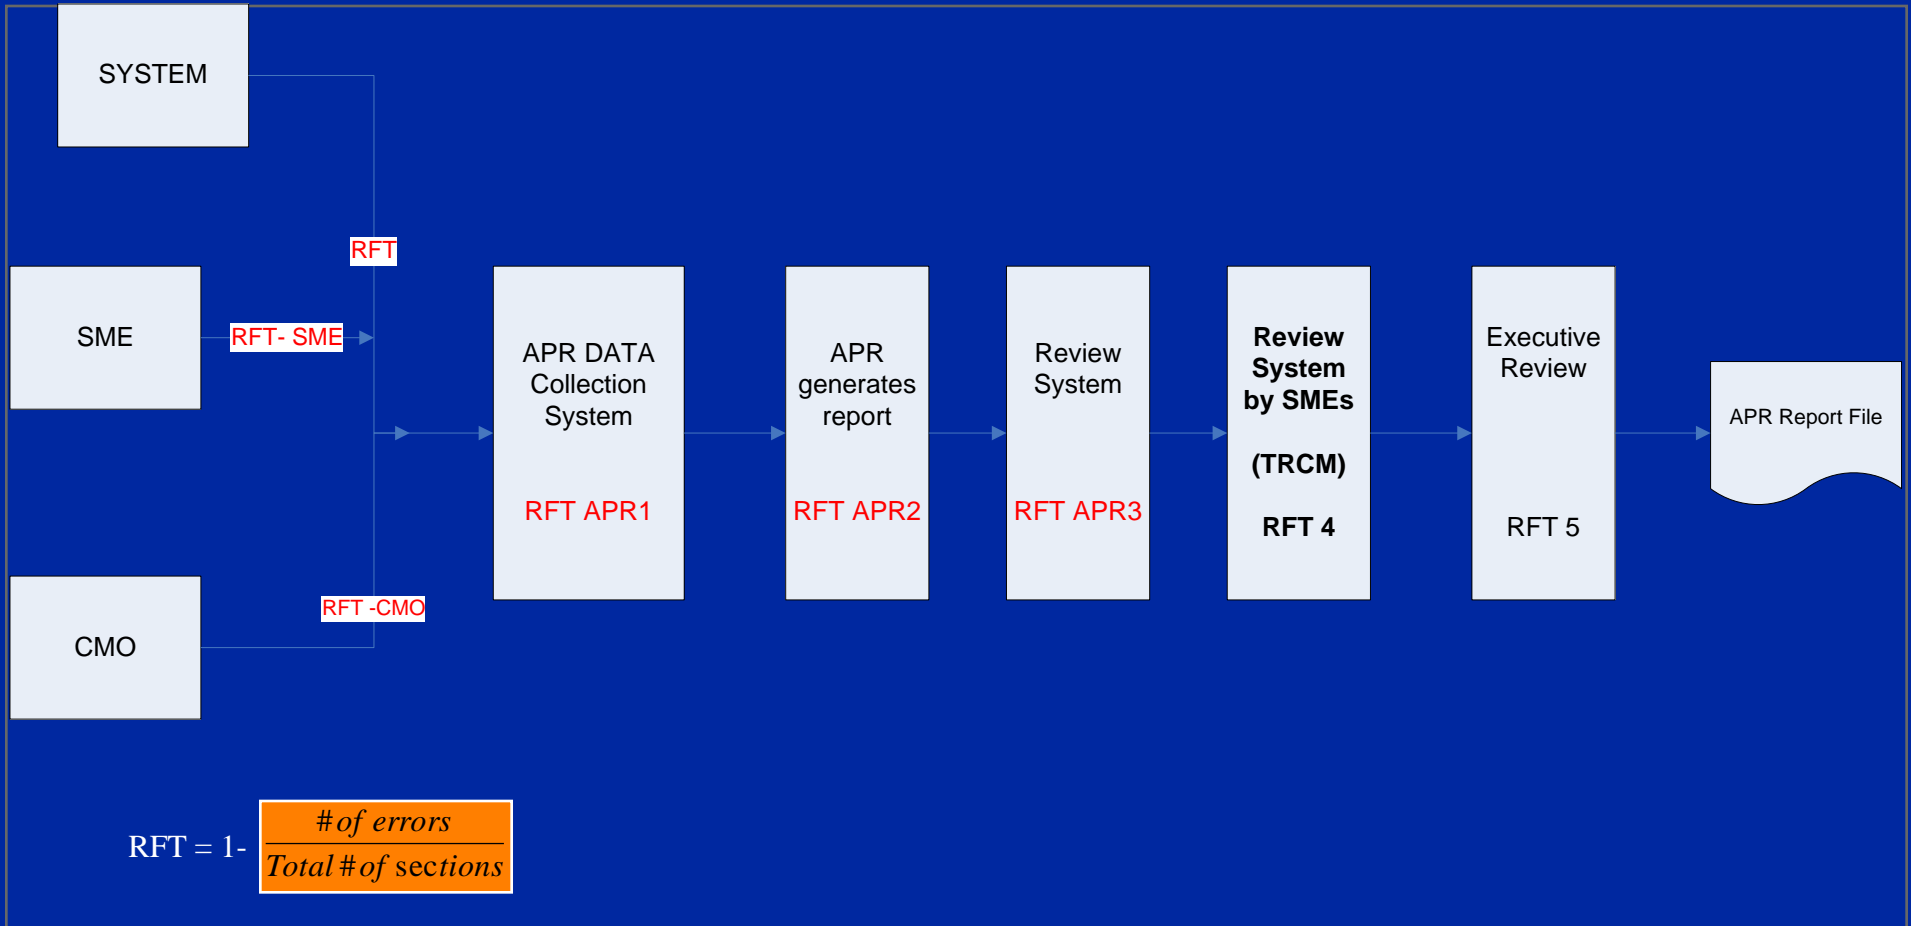 SYSTEM
RFT
SME
RFT- SME
APR DATA
Collection
System
RFT APR1
APR
generates
report
RFT APR2
Review
System
RFT APR3
Review
System
by SMEs
(TRCM)
RFT 4
Executive
Review
RFT 5
APR Report File
RFT -CMO
CMO
RFT = 1-
# of errors
Total # of sections